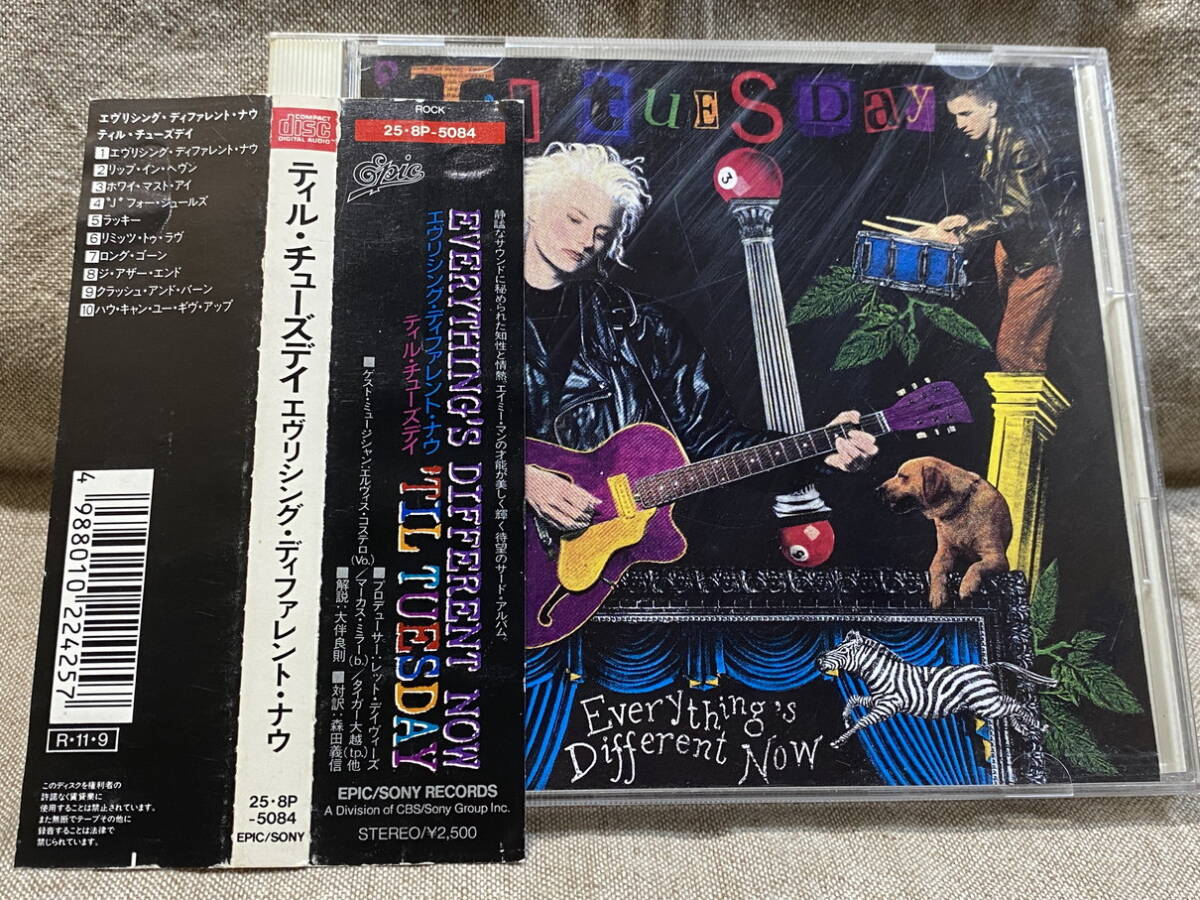 エヴリシング・ディファレント・ナウ
ティル・チューズデイ
1 エヴリシング・ディファレント・ナウ
2 リップ・イン・ヘヴン
3 ホワイ・マスト・アイ
4 "J" フォー・ジュールズ
5 ラッキー
6 リミッツ・トゥ・ラヴ
7 ロング・ゴーン
8 ジ・アザー・エンド
9 クラッシュ・アンド・バーン
10 ハウ・キャン・ユー・ギヴ・アップ
4 988010 224257
R・11・9
このディスクを権利者の
許諾なく賃貸業に
使用することは禁止されています。
また無断でテープその他に
録音することは法律で
禁じられています。
COMPACT
disc
DIGITAL AUDIO
ティル・チューズデイ エヴリシング・ディファレント・ナウ
25・8P
-5084
EPIC/SONY
ROCK
25・8P-5084
Epic
静謐なサウンドに秘められた知性と情熱。エイミー・マンの才能が美しく輝く待望のサード・アルバム。
EVERYTHING'S DIFFERENT NOW
'TIL TUESDAY
エヴリシング・ディファレント・ナウ
ティル・チューズデイ
■プロデューサー・レット・デイヴィーズ
■ゲスト・ミュージシャン:エルヴィス・コステロ(Vo.)/マーカス・ミラー(b.)/タイガー大越(tp.)他
■解説・大伴良則 ■対訳・森田義信
EPIC/SONY RECORDS
A Division of CBS/Sony Group Inc.
STEREO/¥2,500
'Til tuESDay
3
Everything's
Different Now